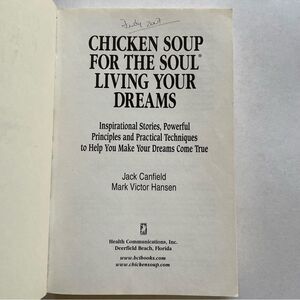 CHICKEN SOUP
FOR THE SOUL®
LIVING YOUR
DREAMS
Inspirational Stories, Powerful
Principles and Practical Techniques
to Help You Make Your Dreams Come True
Jack Canfield
Mark Victor Hansen
Health Communications, Inc.
Deerfield Beach, Florida
www.hcibooks.com
www.chickensoup.com